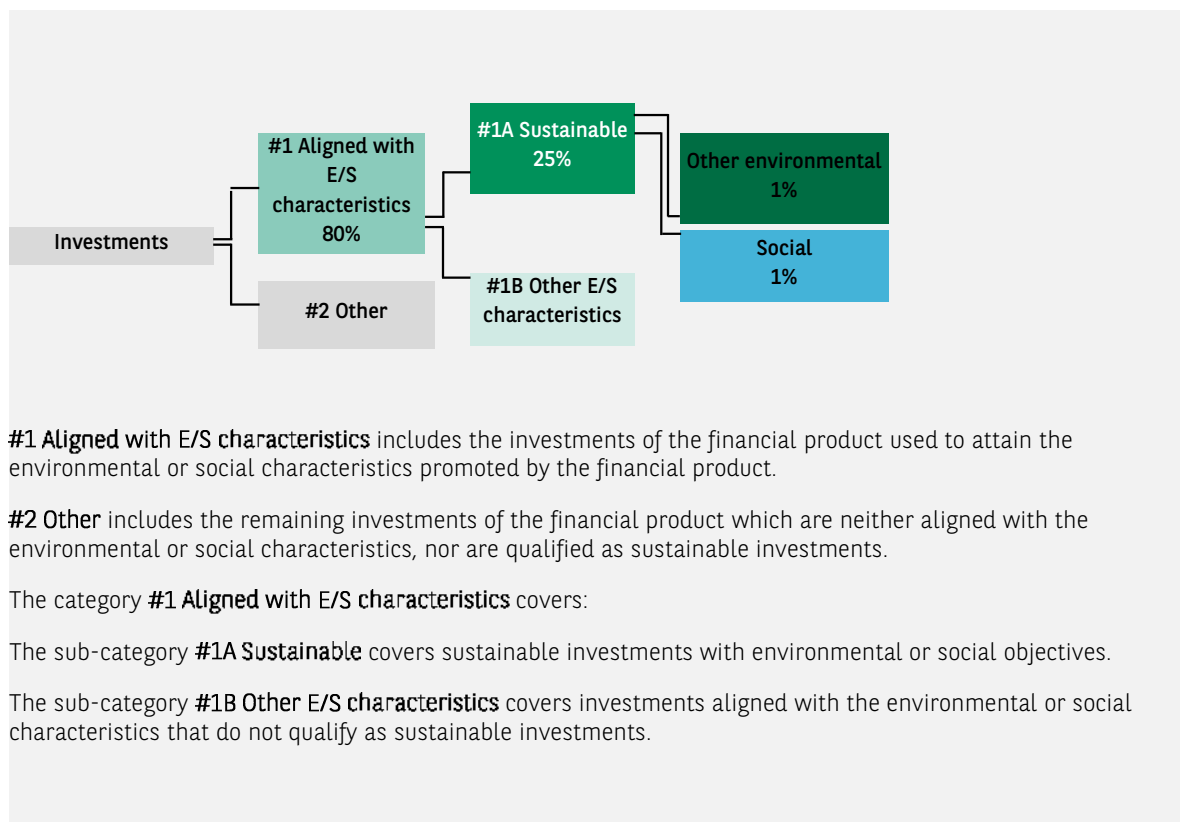 #1A Sustainable
25%
#1 Aligned with
E/S
characteristics
80%
Other environmental
1%
Investments
Social
1%
#2 Other
#1B Other E/S
characteristics
#1 Aligned with E/S characteristics includes the investments of the financial product used to attain the
environmental or social characteristics promoted by the financial product.
#2 Other includes the remaining investments of the financial product which are neither aligned with the
environmental or social characteristics, nor are qualified as sustainable investments.
The category #1 Aligned with E/S characteristics covers:
The sub-category #1A Sustainable covers sustainable investments with environmental or social objectives.
The sub-category #1B Other E/S characteristics covers investments aligned with the environmental or social
characteristics that do not qualify as sustainable investments.